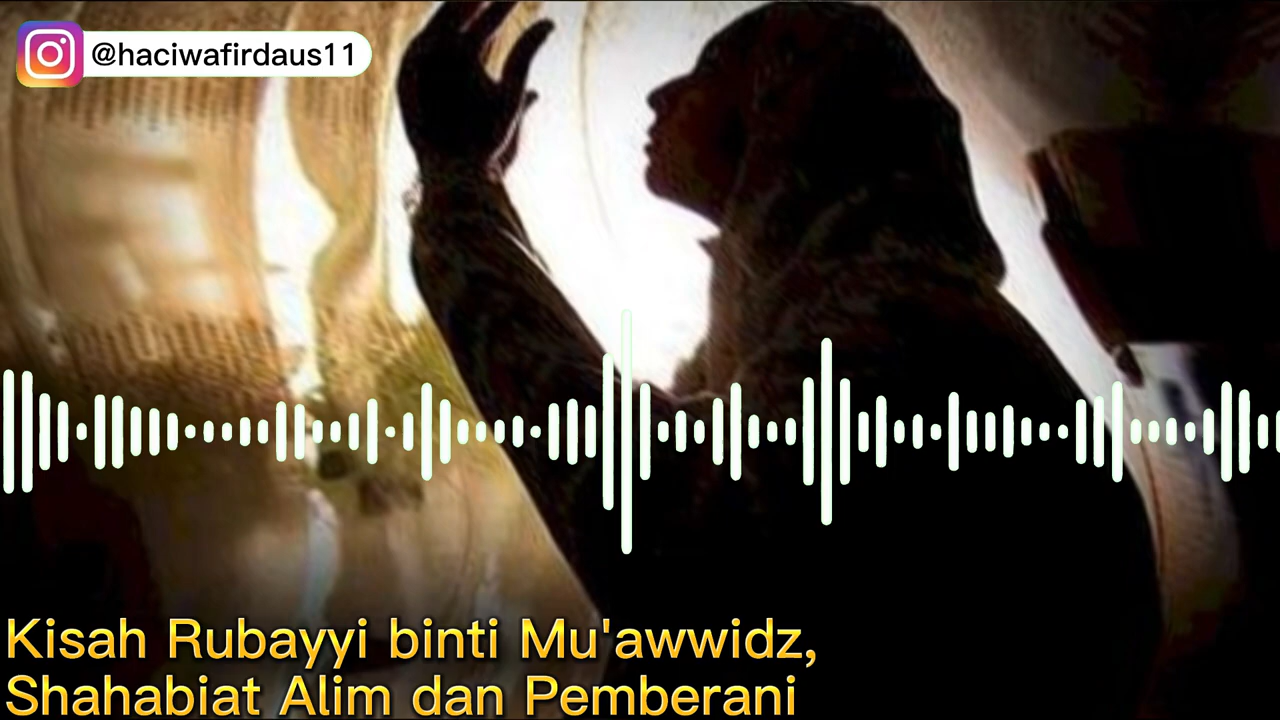 @haciwafirdaus11
Kisah Rubayyi binti Mu'awwidz,
Shahabiat Alim dan Pemberani